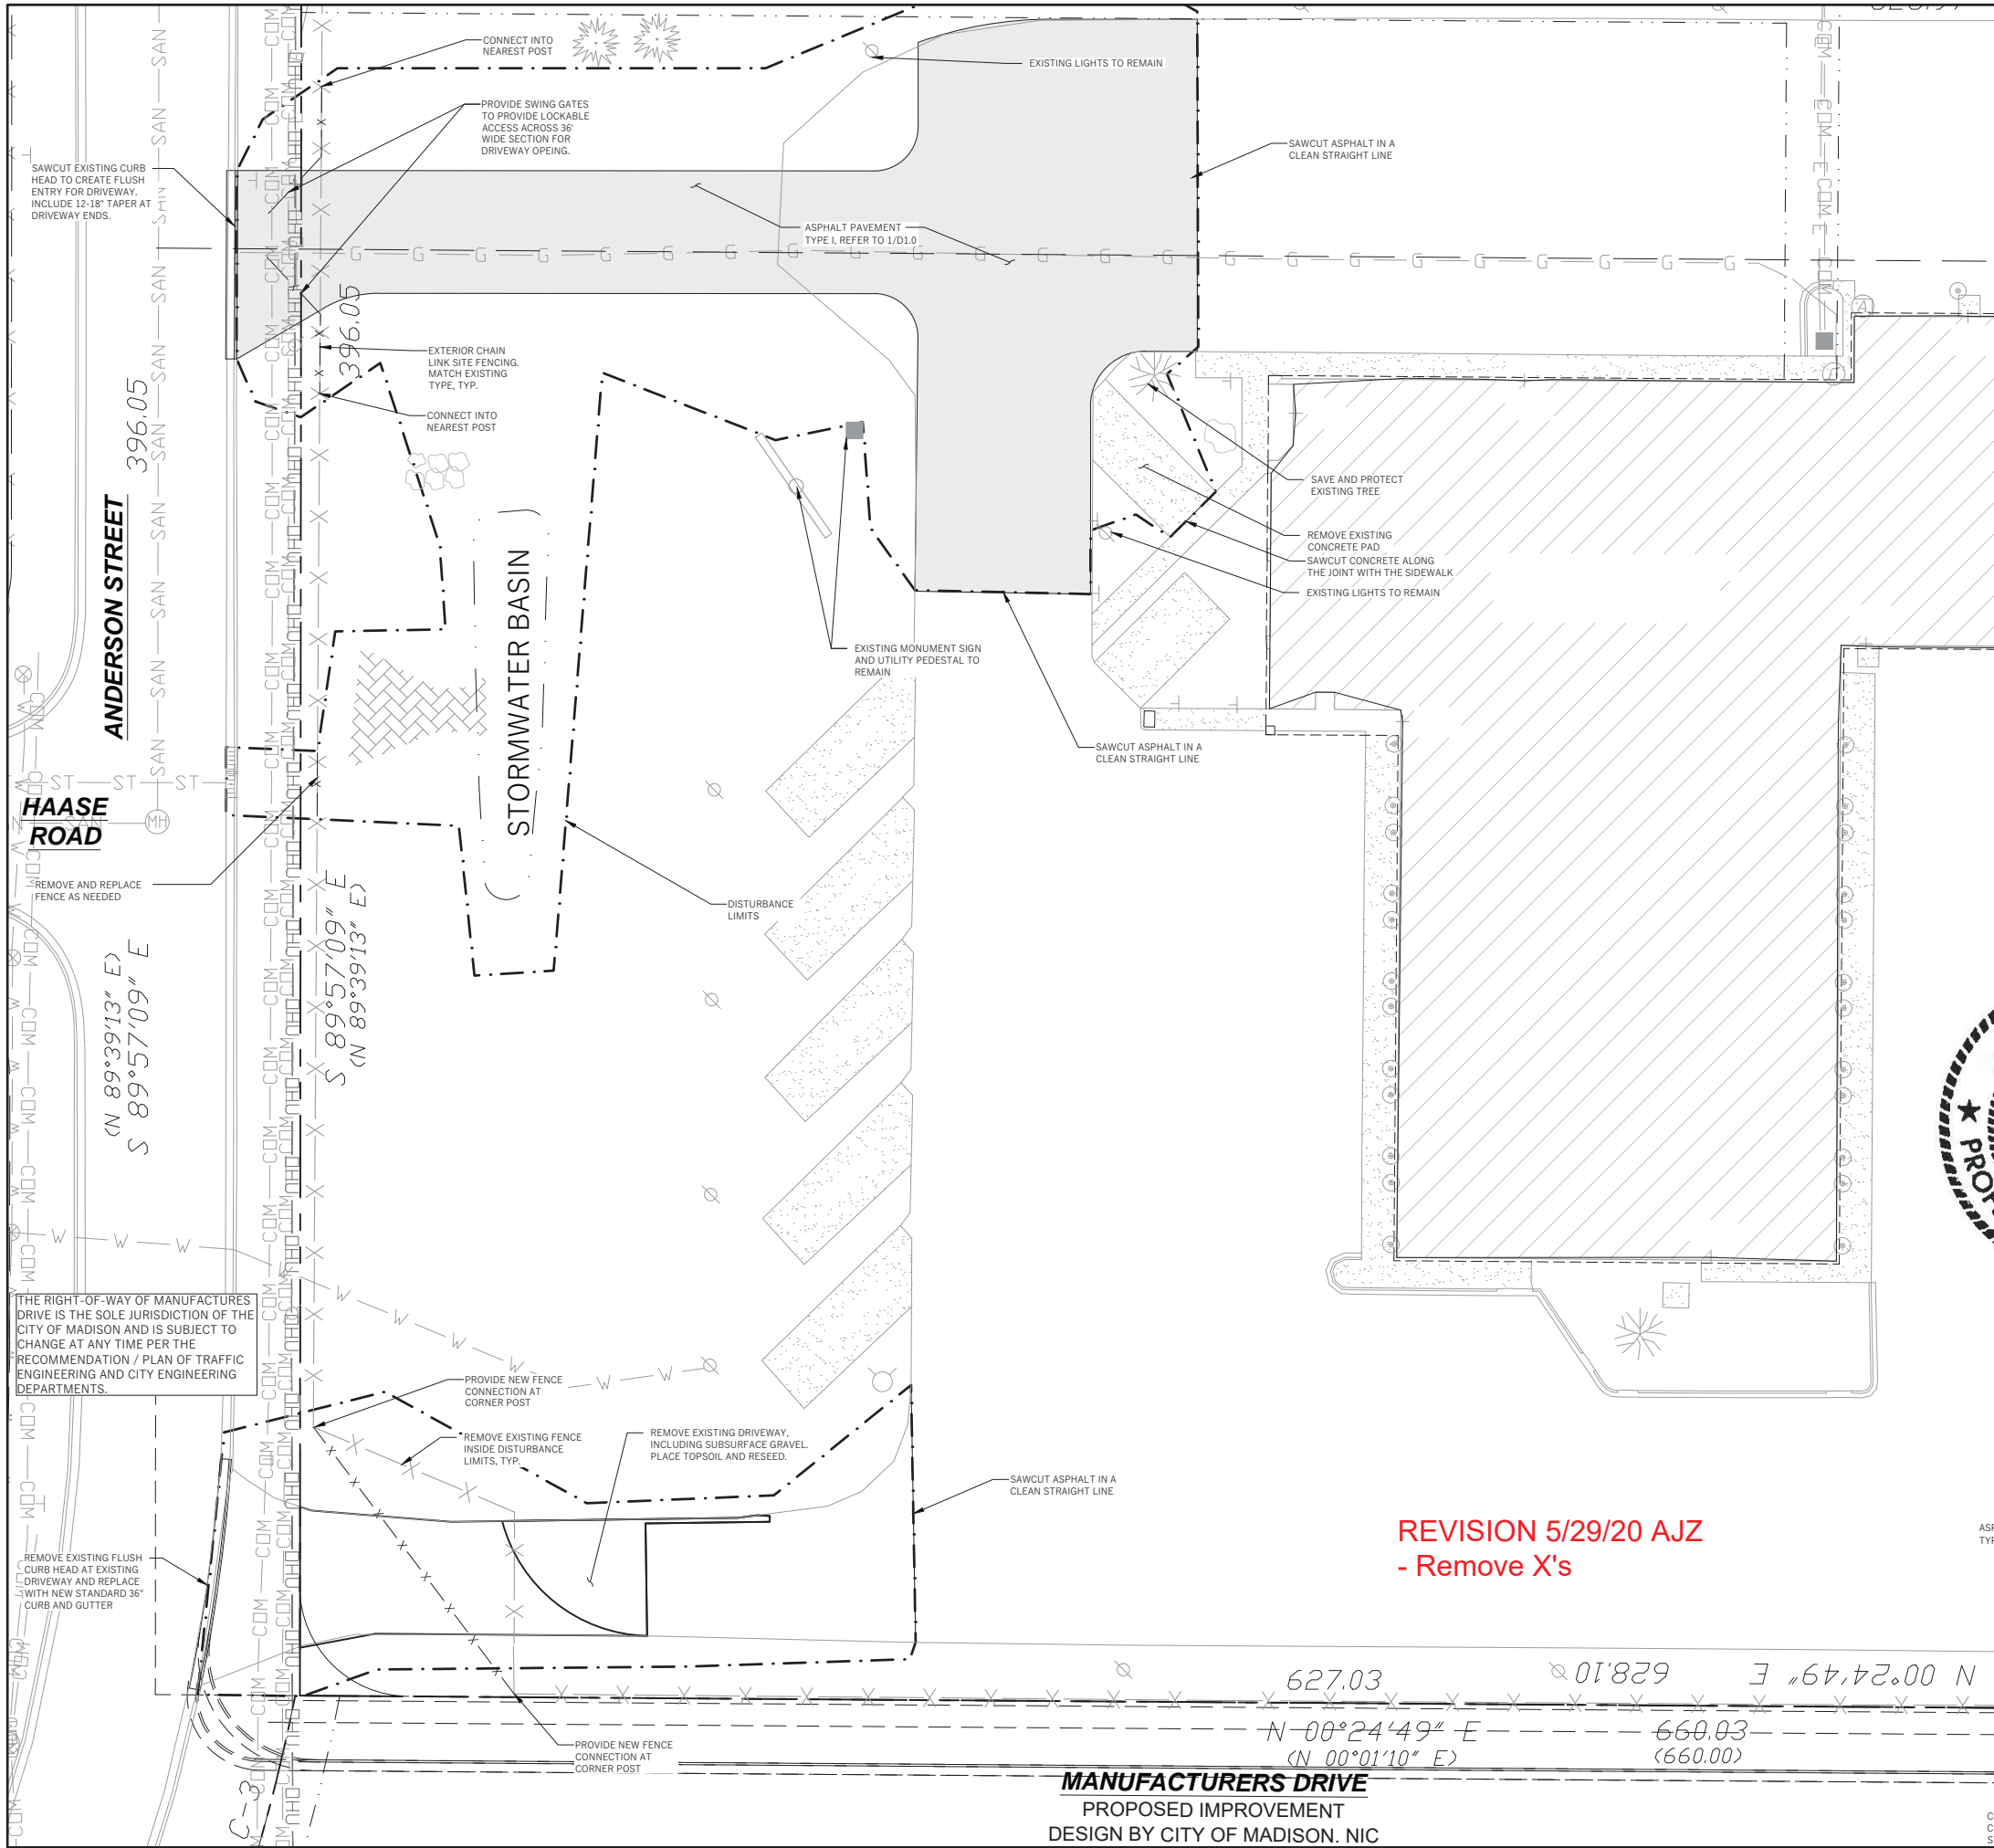 CONNECT INTO
NEAREST POST
EXISTING LIGHTS TO REMAIN
PROVIDE SWING GATES
TO PROVIDE LOCKABLE
ACCESS ACROSS 36'
WIDE SECTION FOR
DRIVEWAY OPEING.
SAWCUT ASPHALT IN A
CLEAN STRAIGHT LINE
SAWCUT EXISTING CURB
HEAD TO CREATE FLUSH
ENTRY FOR DRIVEWAY.
INCLUDE 12-18" TAPER AT
DRIVEWAY ENDS.
ASPHALT PAVEMENT
TYPE I, REFER TO 1/D1.0
396.05
EXTERIOR CHAIN
LINK SITE FENCING.
MATCH EXISTING
TYPE, TYP.
396.05
CONNECT INTO
NEAREST POST
SAVE AND PROTECT
EXISTING TREE
REMOVE EXISTING
CONCRETE PAD
SAWCUT CONCRETE ALONG
THE JOINT WITH THE SIDEWALK
EXISTING LIGHTS TO REMAIN
ANDERSON STREET
STORMWATER BASIN
EXISTING MONUMENT SIGN
AND UTILITY PEDESTAL TO
REMAIN
SAWCUT ASPHALT IN A
CLEAN STRAIGHT LINE
ST ST ST
HAASE
ROAD
MH
REMOVE AND REPLACE
FENCE AS NEEDED
DISTURBANCE
LIMITS
S 89°57'09" E
(N 89°39'13" E)
(N 89°39'13" E)
S 89°57'09" E
THE RIGHT-OF-WAY OF MANUFACTURES
DRIVE IS THE SOLE JURISDICTION OF THE
CITY OF MADISON AND IS SUBJECT TO
CHANGE AT ANY TIME PER THE
RECOMMENDATION / PLAN OF TRAFFIC
ENGINEERING AND CITY ENGINEERING
DEPARTMENTS.
PROVIDE NEW FENCE
CONNECTION AT
CORNER POST
REMOVE EXISTING FENCE
INSIDE DISTURBANCE
LIMITS, TYP.
REMOVE EXISTING DRIVEWAY,
INCLUDING SUBSURFACE GRAVEL.
PLACE TOPSOIL AND RESEED.
SAWCUT ASPHALT IN A
CLEAN STRAIGHT LINE
REVISION 5/29/20 AJZ
- Remove X's
REMOVE EXISTING FLUSH
CURB HEAD AT EXISTING
DRIVEWAY AND REPLACE
WITH NEW STANDARD 36"
CURB AND GUTTER
627.03
628.10
N 00°24'49" E
N 00°24'49" E
660.03
(N 00°01'10" E)
(660.00)
PROVIDE NEW FENCE
CONNECTION AT
CORNER POST
C-3
MANUFACTURERS DRIVE
PROPOSED IMPROVEMENT
DESIGN BY CITY OF MADISON. NIC